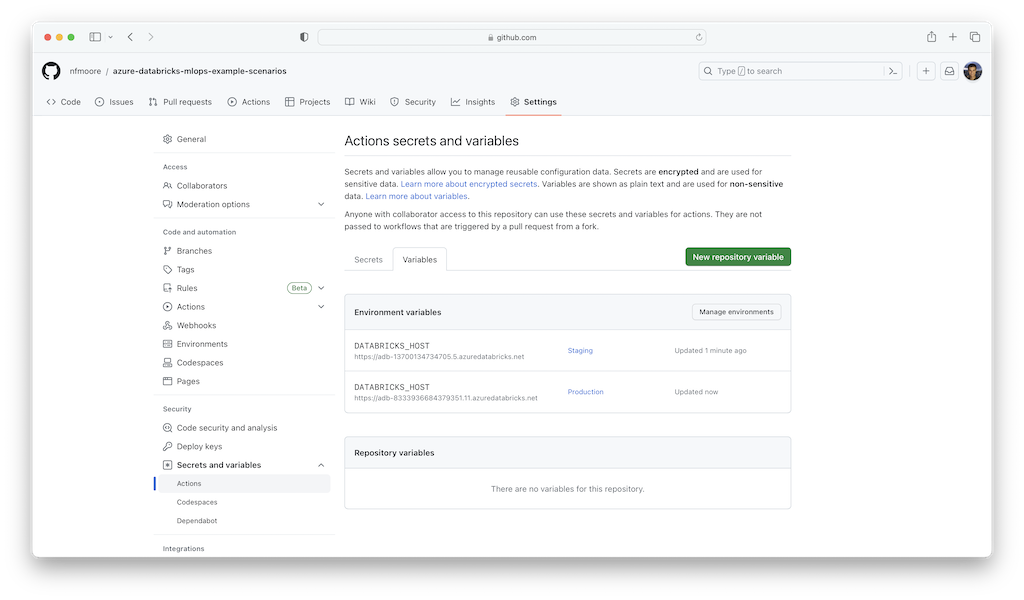 github.com
nfmoore / azure-databricks-mlops-example-scenarios
Type / to search
Code Issues Pull requests Actions Projects Wiki Security Insights Settings
General
Access
Collaborators
Moderation options
Code and automation
Branches
Tags
Rules Beta
Actions
Webhooks
Environments
Codespaces
Pages
Security
Code security and analysis
Deploy keys
Secrets and variables
Actions
Codespaces
Dependabot
Integrations
Actions secrets and variables
Secrets and variables allow you to manage reusable configuration data. Secrets are encrypted and are used for
sensitive data. Learn more about encrypted secrets. Variables are shown as plain text and are used for non-sensitive
data. Learn more about variables.
Anyone with collaborator access to this repository can use these secrets and variables for actions. They are not
passed to workflows that are triggered by a pull request from a fork.
Secrets Variables New repository variable
Environment variables Manage environments
DATABRICKS_HOST
https://adb-13700134734705.5.azuredatabricks.net
Staging Updated 1 minute ago
DATABRICKS_HOST
https://adb-8333936684379351.11.azuredatabricks.net
Production Updated now
Repository variables
There are no variables for this repository.